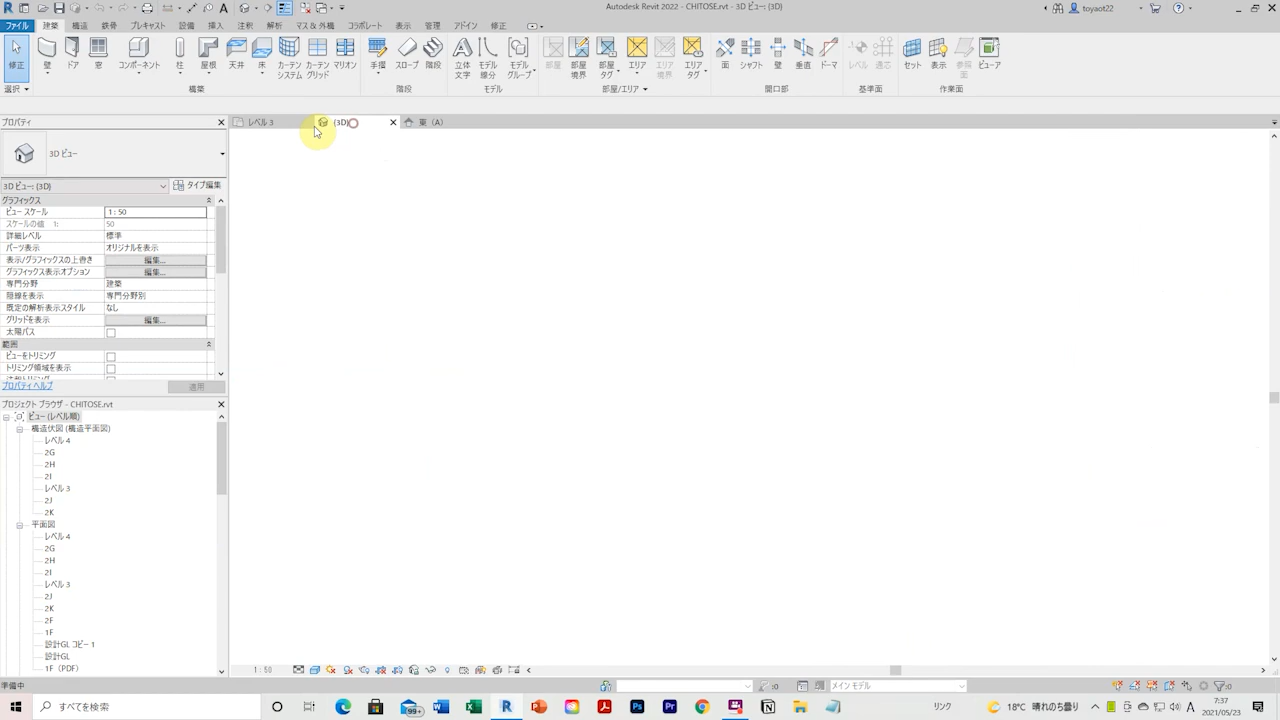 Autodesk Revit 2022 - CHITOSE.rvt - 3D ビュー: {3D}
toyaot22
ファイル 建築 構造 鉄骨 プレキャスト 設備 挿入 注釈 解析 マス & 外構 コラボレート 表示 管理 アドイン 修正
修正 壁 ドア 窓 コンポーネント 柱 屋根 天井 床 カーテン システム カーテン グリッド マリオン 手摺 スロープ 階段 立体 文字 モデル 線分 モデル グループ 部屋 部屋 境界 部屋 タグ エリア エリア 境界 エリア タグ 面 シャフト 壁 垂直 ドーマ レベル 通芯 セット 表示 参照 面 ビューア
選択 構築 階段 モデル 部屋/エリア 開口部 基準面 作業面
プロパティ
レベル 3 {3D} 東（A）
3D ビュー
3D ビュー: {3D} タイプ編集
グラフィックス
ビュー スケール 1 : 50
スケールの値 1: 50
詳細レベル 標準
パーツ表示 オリジナルを表示
表示/グラフィックスの上書き 編集...
グラフィックス表示オプション 編集...
専門分野 建築
陰線を表示 専門分野別
既定の解析表示スタイル なし
グリッドを表示 編集...
太陽パス
範囲
ビューをトリミング
トリミング領域を表示
プロパティ ヘルプ 適用
プロジェクト ブラウザ - CHITOSE.rvt
ビュー (レベル順)
構造伏図 (構造平面図)
レベル 4
2G
2H
2I
レベル 3
2J
2K
平面図
レベル 4
2G
2H
2I
レベル 3
2J
2K
2F
1F
設計GL コピー 1
設計GL
1F（PDF）
1 : 50
準備中
:0
メイン モデル
:0
すべてを検索
99+
リンク
18°C 晴れのち曇り
A
7:37
2021/05/23